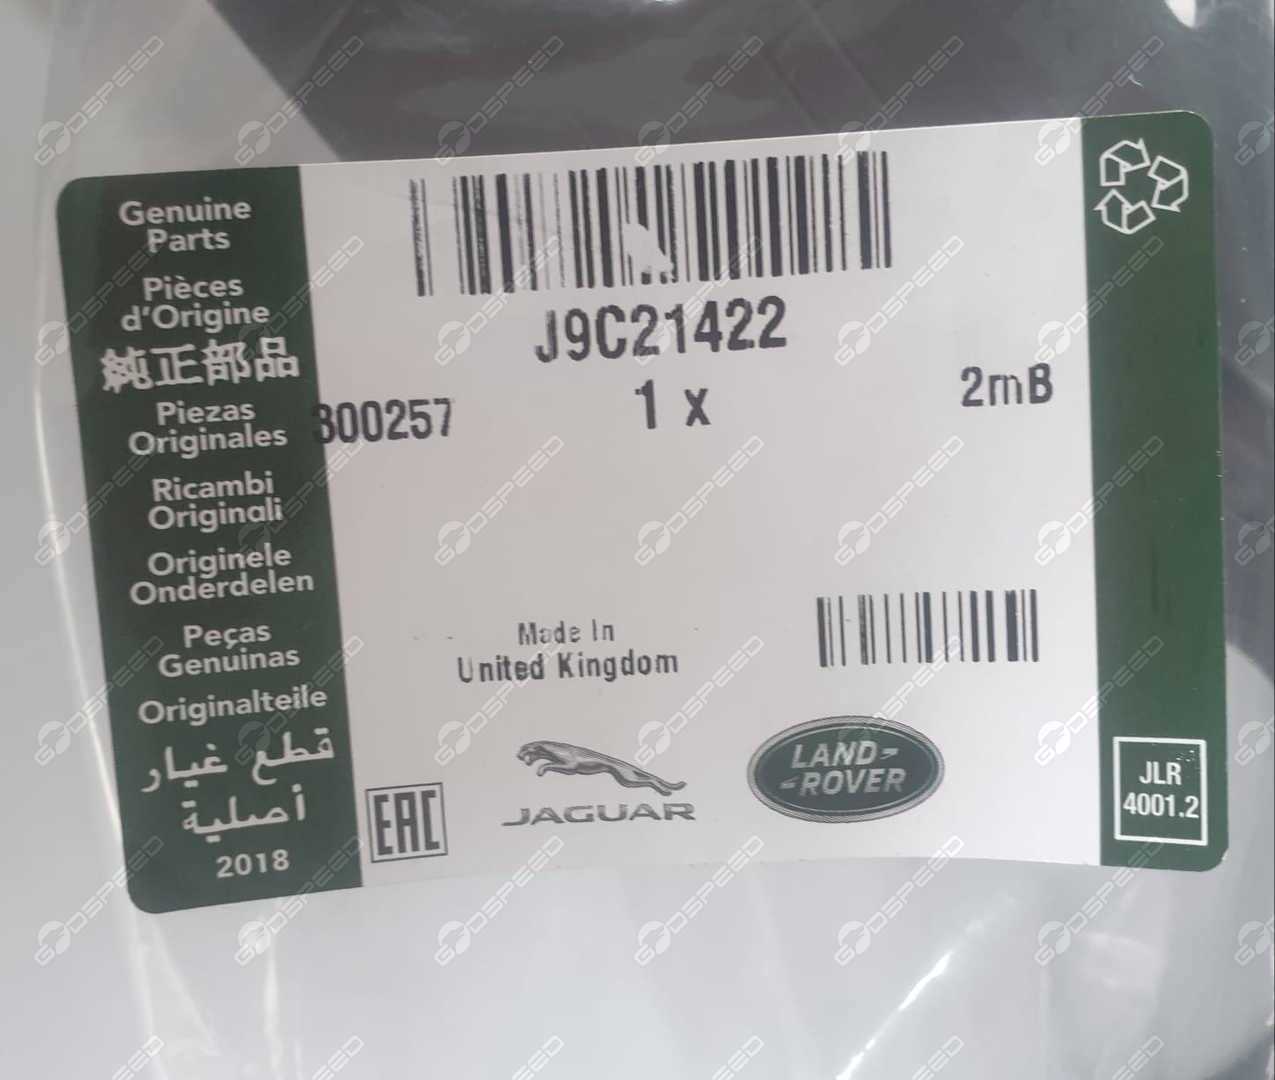 Genuine
Parts
Pièces
d'Origine
純正部品
Piezas
Originales
Ricambi
Originali
Originele
Onderdelen
Peças
Genuinas
Originalteile
قطع غيار
أصلية
2018
J9C21422
300257
1 x
2mB
Made In
United Kingdom
EAC
JAGUAR
LAND-
-ROVER
JLR
4001.2
GODSPEED